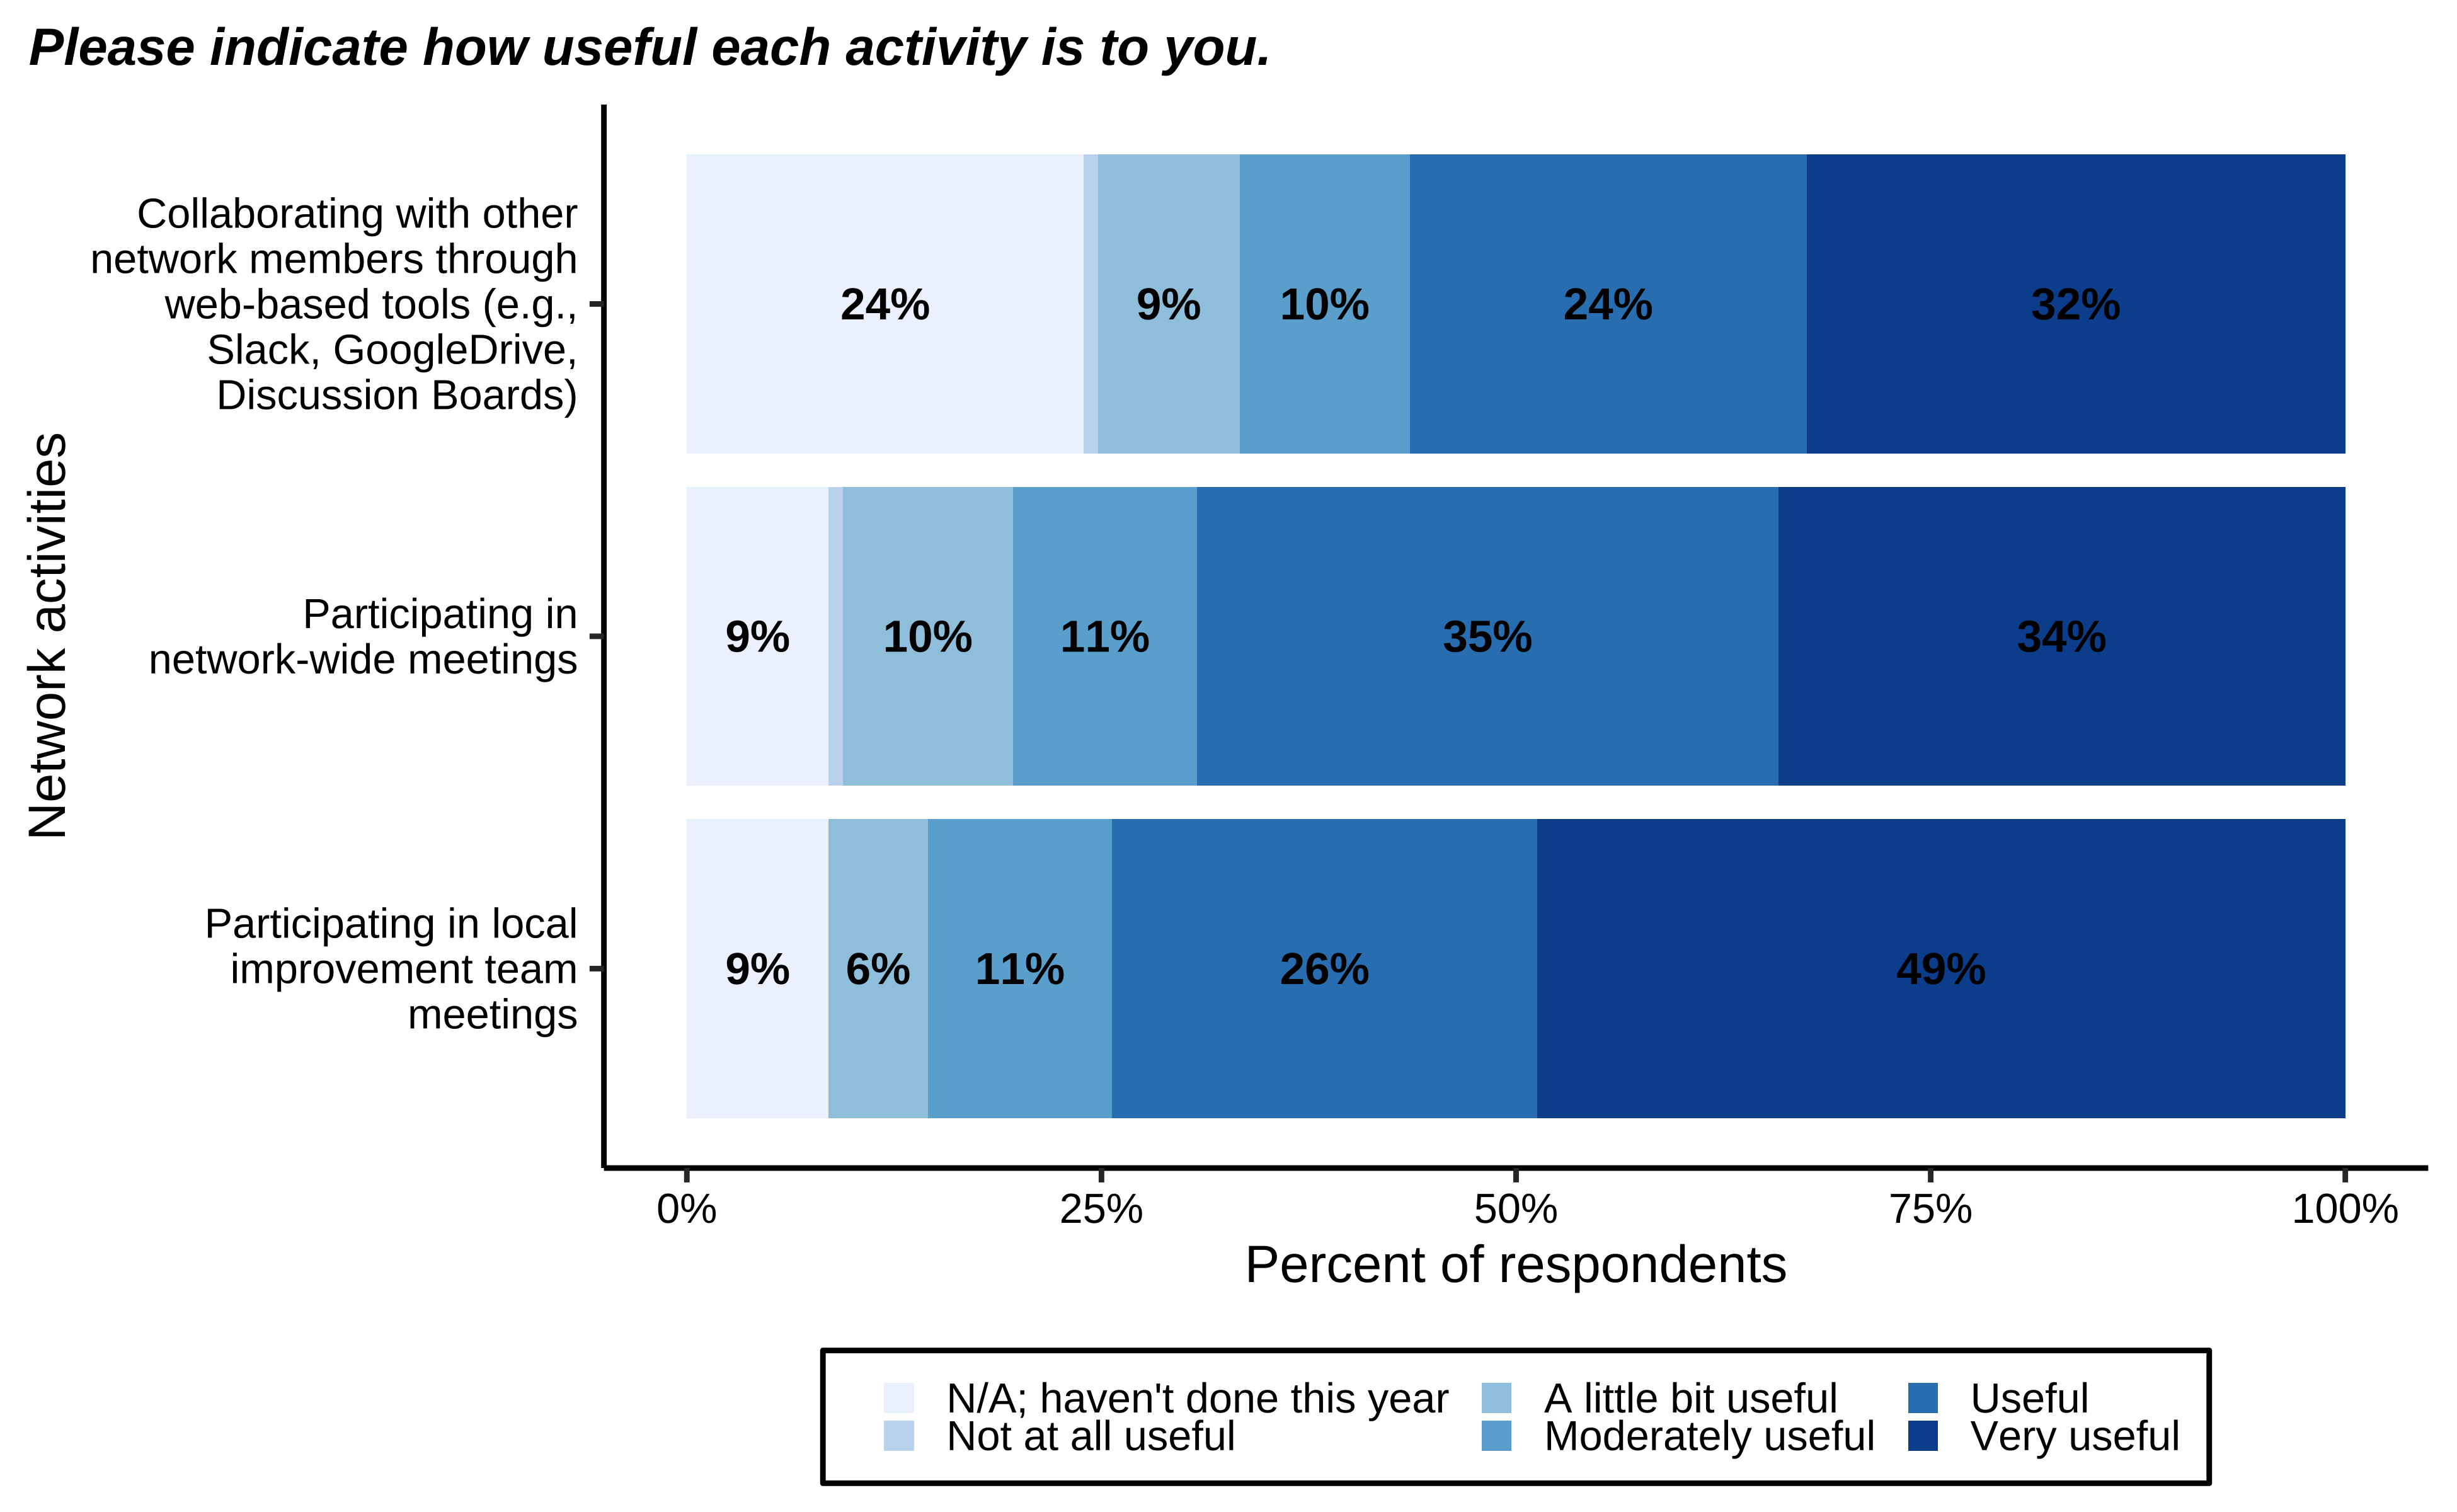 Please indicate how useful each activity is to you.
Network activities
Collaborating with other
network members through
web-based tools (e.g.,
Slack, GoogleDrive,
Discussion Boards)
24%
9%
10%
24%
32%
Participating in
network-wide meetings
9%
10%
11%
35%
34%
Participating in local
improvement team
meetings
9%
6%
11%
26%
49%
0%
25%
50%
75%
100%
Percent of respondents
N/A; haven't done this year
Not at all useful
A little bit useful
Moderately useful
Useful
Very useful